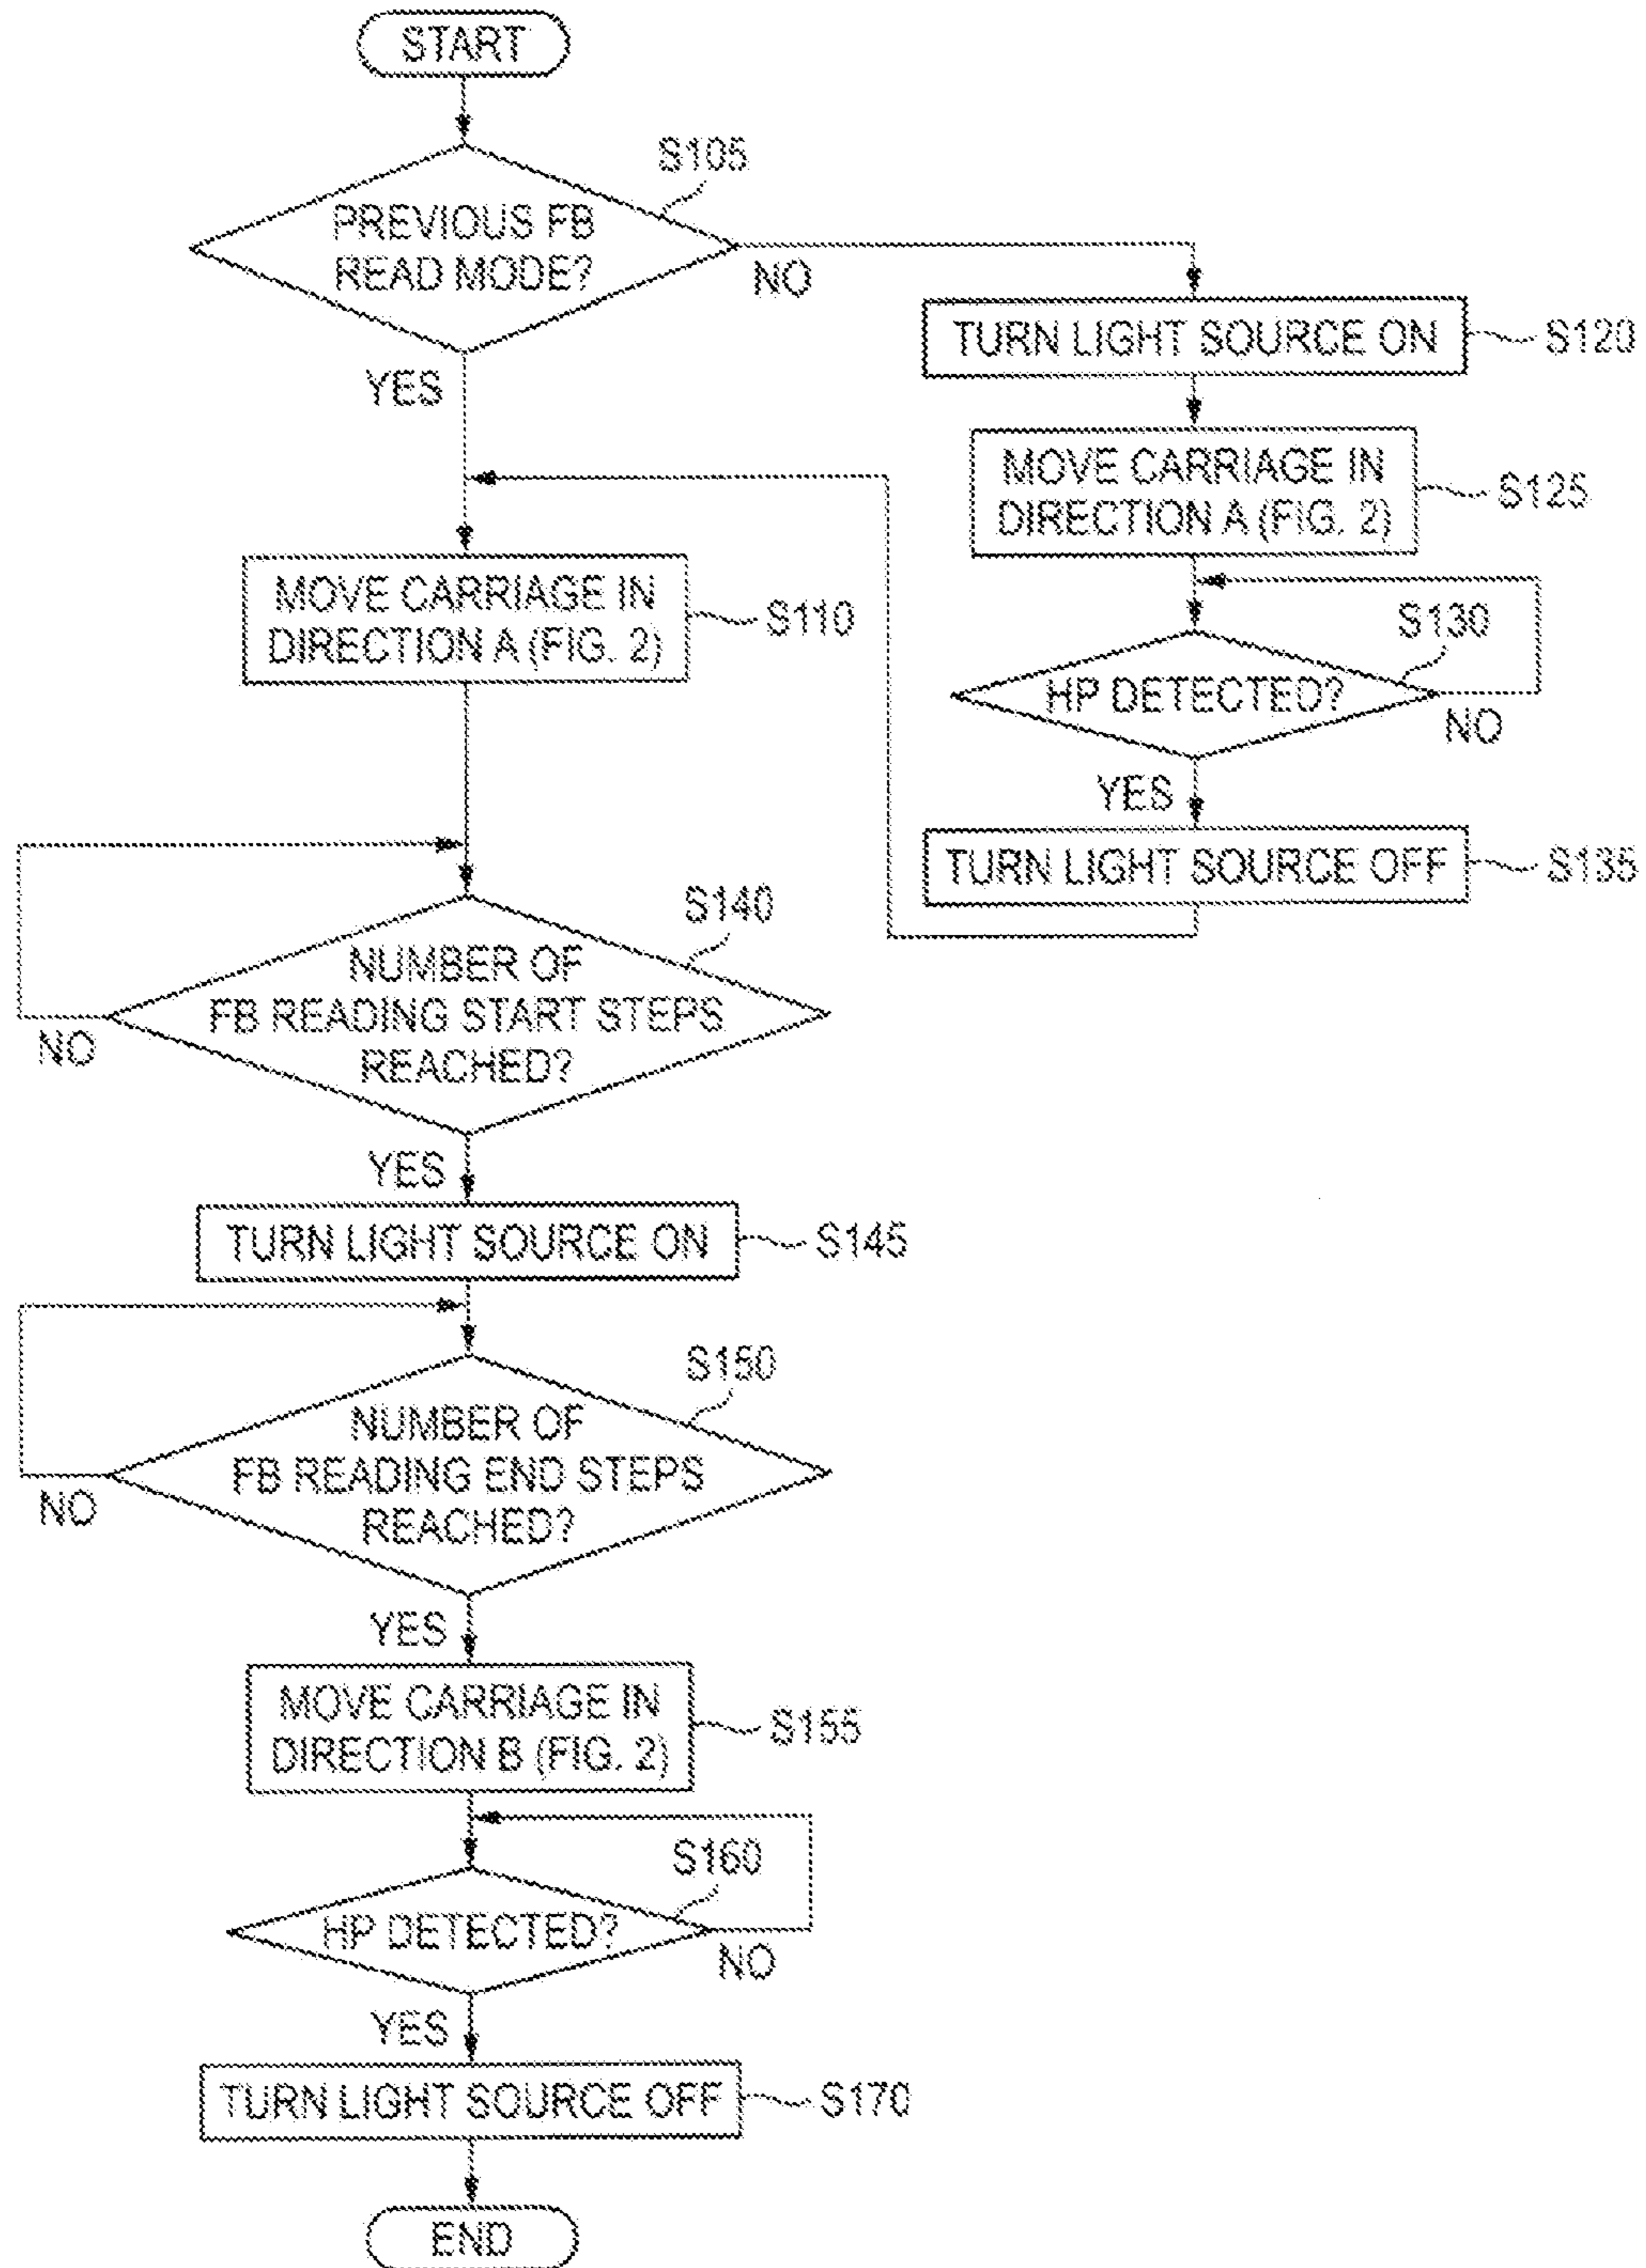 START
S105
PREVIOUS FB
READ MODE?
NO
YES
TURN LIGHT SOURCE ON
S120
MOVE CARRIAGE IN
DIRECTION A (FIG. 2)
S125
S130
HP DETECTED?
NO
YES
TURN LIGHT SOURCE OFF
S135
MOVE CARRIAGE IN
DIRECTION A (FIG. 2)
S110
S140
NUMBER OF
FB READING START STEPS
REACHED?
NO
YES
TURN LIGHT SOURCE ON
S145
S150
NUMBER OF
FB READING END STEPS
REACHED?
NO
YES
MOVE CARRIAGE IN
DIRECTION B (FIG. 2)
S155
S160
HP DETECTED?
NO
YES
TURN LIGHT SOURCE OFF
S170
END